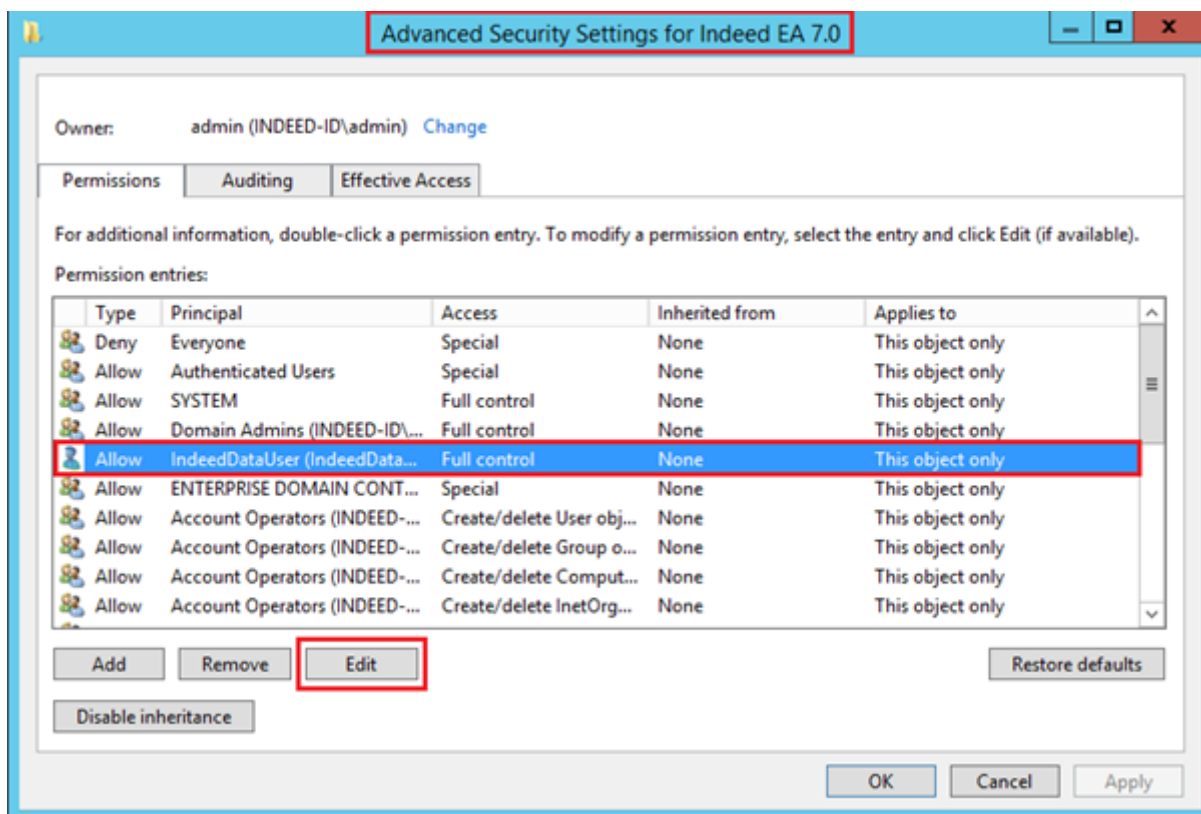 Advanced Security Settings for Indeed EA 7.0
Owner: admin (INDEED-ID\admin) Change
Permissions Auditing Effective Access
For additional information, double-click a permission entry. To modify a permission entry, select the entry and click Edit (if available).
Permission entries:
Type Principal Access Inherited from Applies to
Deny Everyone Special None This object only
Allow Authenticated Users Special None This object only
Allow SYSTEM Full control None This object only
Allow Domain Admins (INDEED-ID\... Full control None This object only
Allow IndeedDataUser (IndeedData... Full control None This object only
Allow ENTERPRISE DOMAIN CONT... Special None This object only
Allow Account Operators (INDEED-... Create/delete User obj... None This object only
Allow Account Operators (INDEED-... Create/delete Group o... None This object only
Allow Account Operators (INDEED-... Create/delete Comput... None This object only
Allow Account Operators (INDEED-... Create/delete InetOrg... None This object only
Add Remove Edit Restore defaults
Disable inheritance
OK Cancel Apply